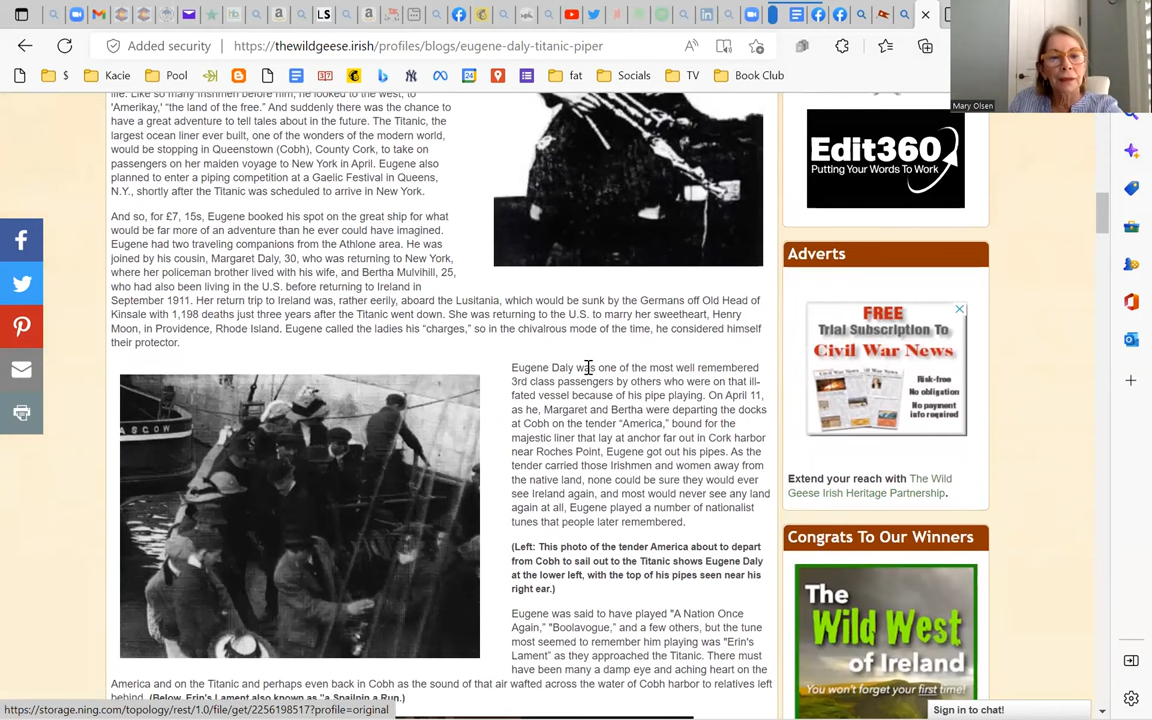 Added security
https://thewildgeese.irish/profiles/blogs/eugene-daly-titanic-piper
$
Kacie
Pool
fat
Socials
TV
Book Club
Mary Olsen
life. Like so many Irishmen before him, he looked to the west, to
'Amerikay,' "the land of the free." And suddenly there was the chance to
have a great adventure to tell tales about in the future. The Titanic, the
largest ocean liner ever built, one of the wonders of the modern world,
would be stopping in Queenstown (Cobh), County Cork, to take on
passengers on her maiden voyage to New York in April. Eugene also
planned to enter a piping competition at a Gaelic Festival in Queens,
N.Y., shortly after the Titanic was scheduled to arrive in New York.
And so, for £7, 15s, Eugene booked his spot on the great ship for what
would be far more of an adventure than he ever could have imagined.
Eugene had two traveling companions from the Athlone area. He was
joined by his cousin, Margaret Daly, 30, who was returning to New York,
where her policeman brother lived with his wife, and Bertha Mulvihill, 25,
who had also been living in the U.S. before returning to Ireland in
September 1911. Her return trip to Ireland was, rather eerily, aboard the Lusitania, which would be sunk by the Germans off Old Head of
Kinsale with 1,198 deaths just three years after the Titanic went down. She was returning to the U.S. to marry her sweetheart, Henry
Moon, in Providence, Rhode Island. Eugene called the ladies his "charges," so in the chivalrous mode of the time, he considered himself
their protector.
GLASCOW
Eugene Daly was one of the most well remembered
3rd class passengers by others who were on that ill-
fated vessel because of his pipe playing. On April 11,
as he, Margaret and Bertha were departing the docks
at Cobh on the tender "America," bound for the
majestic liner that lay at anchor far out in Cork harbor
near Roches Point, Eugene got out his pipes. As the
tender carried those Irishmen and women away from
the native land, none could be sure they would ever
see Ireland again, and most would never see any land
again at all, Eugene played a number of nationalist
tunes that people later remembered.
(Left: This photo of the tender America about to depart
from Cobh to sail out to the Titanic shows Eugene Daly
at the lower left, with the top of his pipes seen near his
right ear.)
Eugene was said to have played "A Nation Once
Again," "Boolavogue," and a few others, but the tune
most seemed to remember him playing was "Erin's
Lament" as they approached the Titanic. There must
have been many a damp eye and aching heart on the
America and on the Titanic and perhaps even back in Cobh as the sound of that air wafted across the water of Cobh harbor to relatives left
behind. (Below, Erin's Lament also known as "a Spailpin a Run.)
Edit360
Putting Your Words To Work
Adverts
FREE
Trial Subscription To
Civil War News
Risk-free
No obligation
No payment
info required
Extend your reach with The Wild
Geese Irish Heritage Partnership.
Congrats To Our Winners
The
Wild West
of Ireland
You won't forget your first time!
Sign in to chat!
https://storage.ning.com/topology/rest/1.0/file/get/2256198517?profile=original